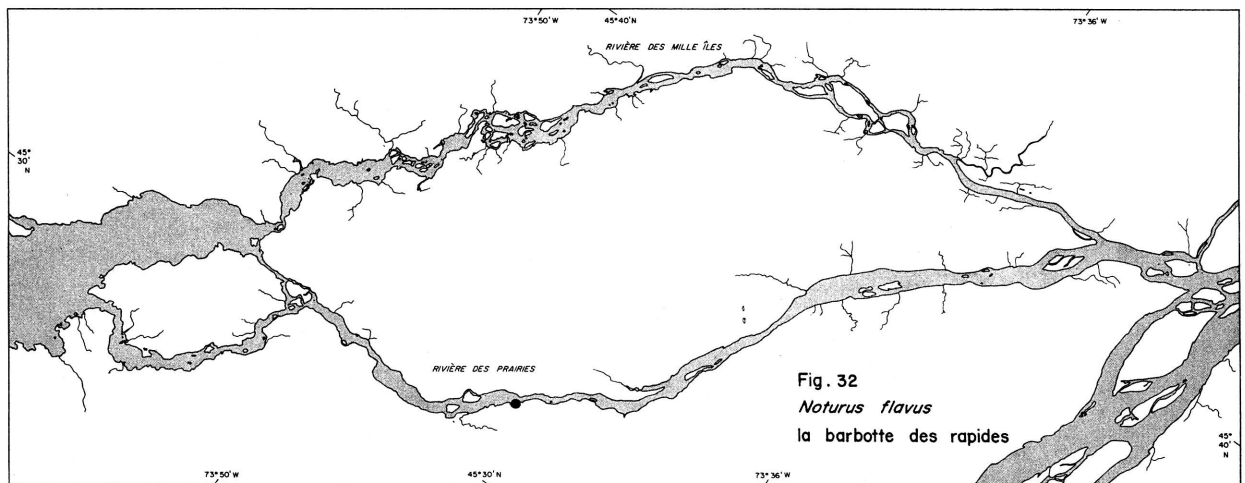 73°50'W
45°40'N
73°36'W
RIVIÈRE DES MILLE ÎLES
45°
30'
N
RIVIÈRE DES PRAIRIES
Fig. 32
Noturus flavus
la barbotte des rapides
45°
40'
N
73°50'W
45°30'N
73°36'W